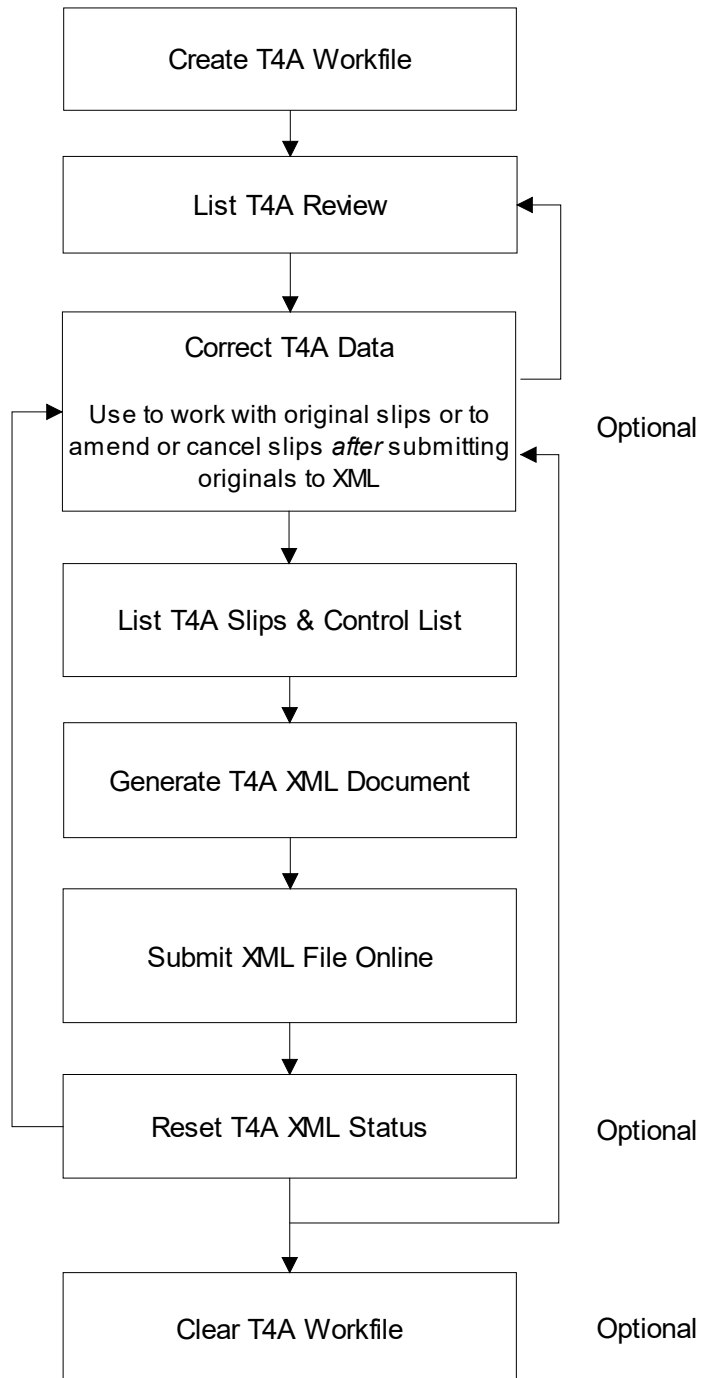 Create T4A Workfile
List T4A Review
Correct T4A Data
Use to work with original slips or to
amend or cancel slips after submitting
originals to XML
Optional
List T4A Slips & Control List
Generate T4A XML Document
Submit XML File Online
Reset T4A XML Status
Optional
Clear T4A Workfile
Optional